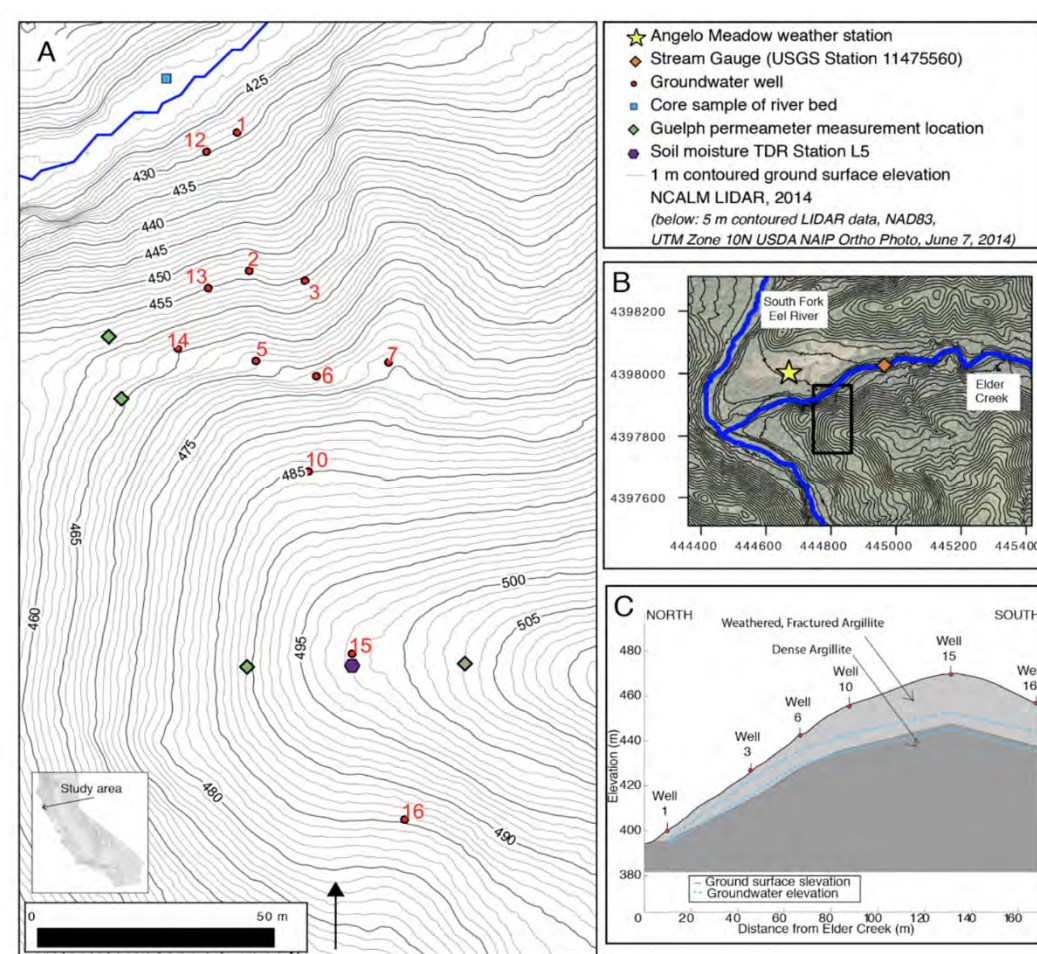 A
425
1
12
430
435
440
445
450
2
13
3
455
14
5
7
6
475
10
485
465
500
460
505
15
495
Study area
480
16
490
0
50 m
Angelo Meadow weather station
Stream Gauge (USGS Station 11475560)
Groundwater well
Core sample of river bed
Guelph permeameter measurement location
Soil moisture TDR Station L5
1 m contoured ground surface elevation
NCALM LIDAR, 2014
(below: 5 m contoured LIDAR data, NAD83,
UTM Zone 10N USDA NAIP Ortho Photo, June 7, 2014)
B
South Fork
Eel River
4398200
4398000
Elder
Creek
4397800
4397600
444400
444600
444800
445000
445200
445400
C
NORTH
SOUTH
Weathered, Fractured Argillite
Dense Argillite
480
Well
15
Well
16
Well
10
460
Well
6
440
Well
3
Elevation (m)
420
Well
1
400
380
Ground surface slevation
Groundwater elevation
0
20
40
60
80
100
120
140
160
Distance from Elder Creek (m)